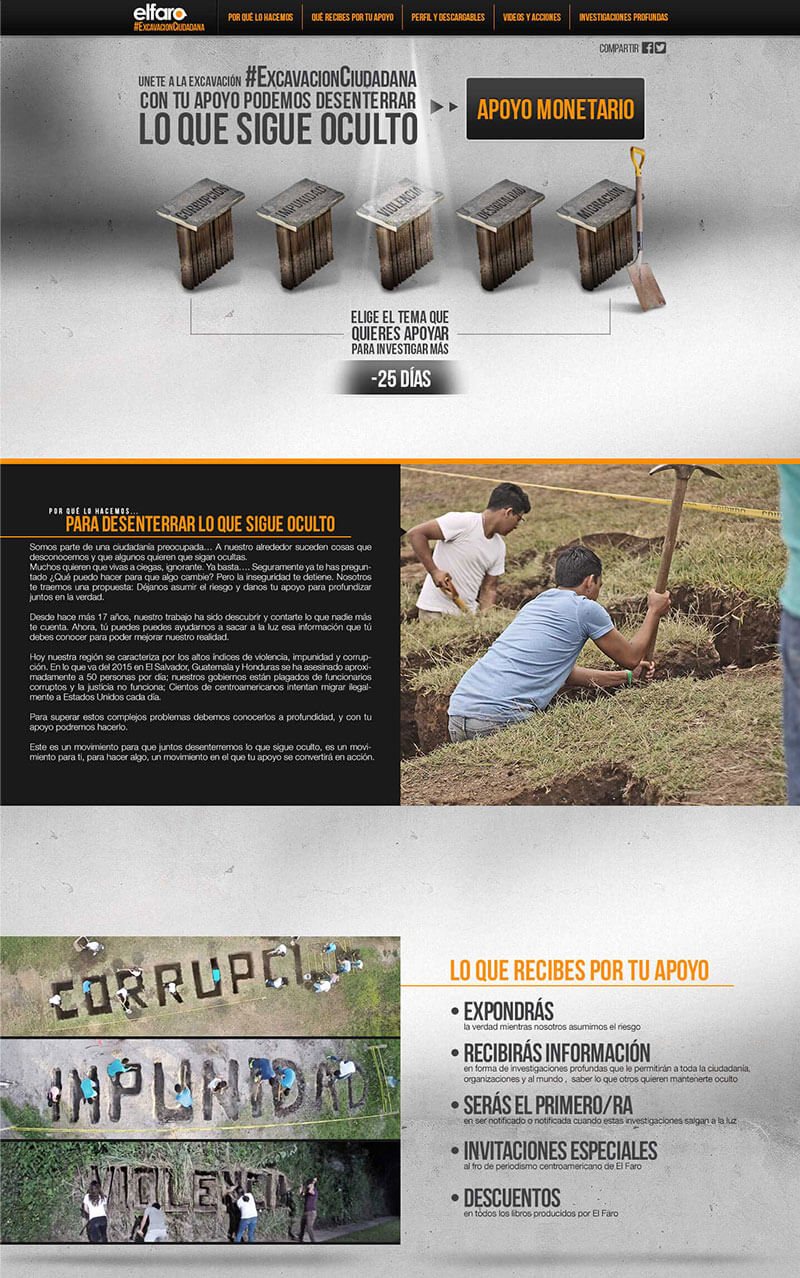 elfaro
#ExcavacionCiudadana
POR QUÉ LO HACEMOS
QUÉ RECIBES POR TU APOYO
PERFIL Y DESCARGABLES
VIDEOS Y ACCIONES
INVESTIGACIONES PROFUNDAS
COMPARTIR
UNETE A LA EXCAVACIÓN #EXCAVACIONCIUDADANA
CON TU APOYO PODEMOS DESENTERRAR
LO QUE SIGUE OCULTO
APOYO MONETARIO
CORRUPCIÓN
IMPUNIDAD
VIOLENCIA
DESIGUALDAD
MIGRACIÓN
ELIGE EL TEMA QUE
QUIERES APOYAR
PARA INVESTIGAR MÁS
-25 DÍAS
POR QUÉ LO HACEMOS...
PARA DESENTERRAR LO QUE SIGUE OCULTO
Somos parte de una ciudadanía preocupada… A nuestro alrededor suceden cosas que
desconocemos y que algunos quieren que sigan ocultas.
Muchos quieren que vivas a ciegas, ignorante. Ya basta…. Seguramente ya te has pregun-
tado ¿Qué puedo hacer para que algo cambie? Pero la inseguridad te detiene. Nosotros
te traemos una propuesta: Déjanos asumir el riesgo y danos tu apoyo para profundizar
juntos en la verdad.
Desde hace más 17 años, nuestro trabajo ha sido descubrir y contarte lo que nadie más
te cuenta. Ahora, tú puedes puedes ayudarnos a sacar a la luz esa información que tú
debes conocer para poder mejorar nuestro realidad.
Hoy nuestra región se caracteriza por los altos índices de violencia, impunidad y corrup-
ción. En lo que va del 2015 en El Salvador, Guatemala y Honduras se ha asesinado aproxi-
madamente a 50 personas por día; nuestros gobiernos están plagados de funcionarios
corruptos y la justicia no funciona; Cientos de centroamericanos intentan migrar ilegal-
mente a Estados Unidos cada día.
Para superar estos complejos problemas debemos conocerlos a profundidad, y con tu
apoyo podremos hacerlo.
Este es un movimiento para que juntos desenterremos lo que sigue oculto, es un movi-
miento para ti, para hacer algo, un movimiento en el que tu apoyo se convertirá en acción.
CORRUPCI
IMPUNIDAD
VIOLENCIA
LO QUE RECIBES POR TU APOYO
• EXPONDRÁS
la verdad mientras nosotros asumimos el riesgo
• RECIBIRÁS INFORMACIÓN
en forma de investigaciones profundas que le permitirán a toda la ciudadanía,
organizaciones y al mundo , saber lo que otros quieren mantenerte oculto
• SERÁS EL PRIMERO/RA
en ser notificado o notificada cuando estas investigaciones salgan a la luz
• INVITACIONES ESPECIALES
al fro de periodismo centroamericano de El Faro
• DESCUENTOS
en todos los libros producidos por El Faro